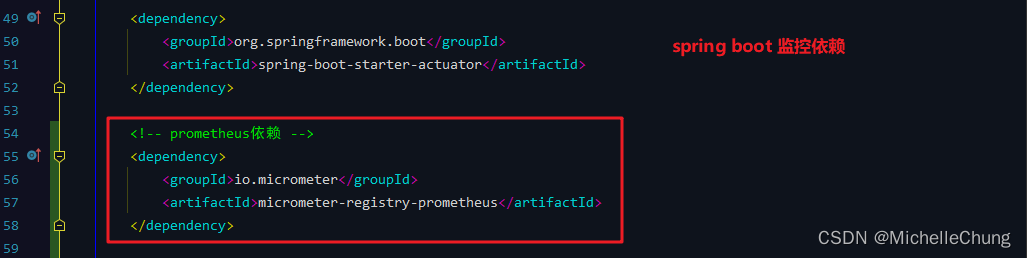 49 <dependency>
50 <groupId>org.springframework.boot</groupId>
spring boot 监控依赖
51 <artifactId>spring-boot-starter-actuator</artifactId>
52 </dependency>
53
54 <!-- prometheus依赖 -->
55 <dependency>
56 <groupId>io.micrometer</groupId>
57 <artifactId>micrometer-registry-prometheus</artifactId>
58 </dependency>
59
CSDN @MichelleChung